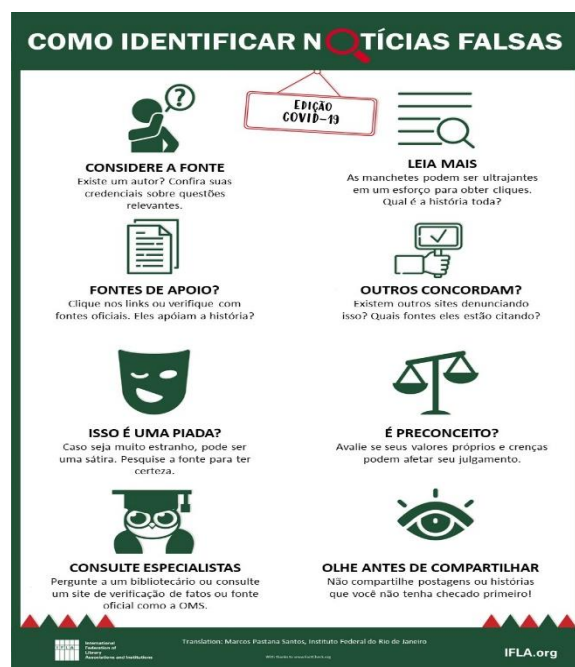 COMO IDENTIFICAR NOTÍCIAS FALSAS
EDIÇÃO
COVID-19
CONSIDERE A FONTE
Existe um autor? Confira suas
credenciais sobre questões
relevantes.
LEIA MAIS
As manchetes podem ser ultrajantes
em um esforço para obter cliques.
Qual é a história toda?
FONTES DE APOIO?
Clique nos links ou verifique com
fontes oficiais. Eles apóiam a história?
OUTROS CONCORDAM?
Existem outros sites denunciando
isso? Quais fontes eles estão citando?
ISSO É UMA PIADA?
Caso seja muito estranho, pode ser
uma sátira. Pesquise a fonte para ter
certeza.
É PRECONCEITO?
Avalie se seus valores próprios e crenças
podem afetar seu julgamento.
CONSULTE ESPECIALISTAS
Pergunte a um bibliotecário ou consulte
um site de verificação de fatos ou fonte
oficial como a OMS.
OLHE ANTES DE COMPARTILHAR
Não compartilhe postagens ou histórias
que você não tenha checado primeiro!
IFLA
International
Federation of
Library
Associations and Institutions
Translation: Marcos Pastana Santos, Instituto Federal do Rio de Janeiro
IFLA.org